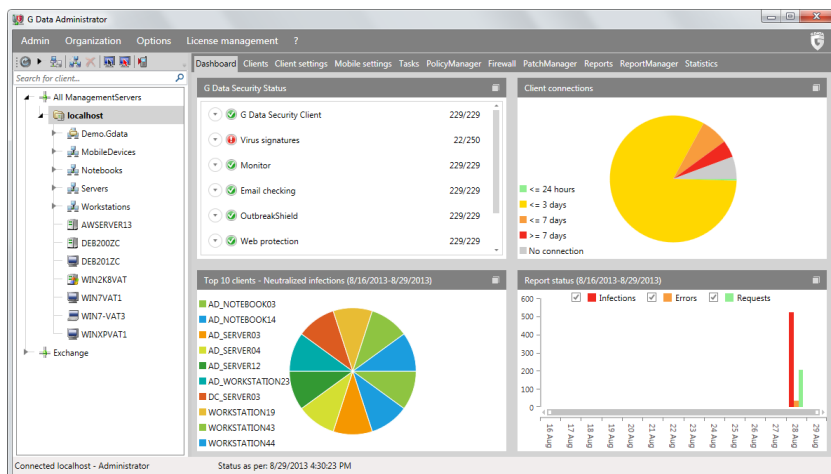 G Data Administrator
Admin Organization Options License management ?
Search for client...
All ManagementServers
localhost
Demo.Gdata
MobileDevices
Notebooks
Servers
Workstations
AWSERVER13
DEB200ZC
DEB201ZC
WIN2K8VAT
WIN7VAT1
WIN7-VAT3
WINXPVAT1
Exchange
Dashboard Clients Client settings Mobile settings Tasks PolicyManager Firewall PatchManager Reports ReportManager Statistics
G Data Security Status
G Data Security Client 229/229
Virus signatures 22/250
Monitor 229/229
Email checking 229/229
OutbreakShield 229/229
Web protection 229/229
Client connections
<= 24 hours
<= 3 days
<= 7 days
>= 7 days
No connection
Top 10 clients - Neutralized infections (8/16/2013-8/29/2013)
AD_NOTEBOOK03
AD_NOTEBOOK14
AD_SERVER03
AD_SERVER04
AD_SERVER12
AD_WORKSTATION23
DC_SERVER03
WORKSTATION19
WORKSTATION43
WORKSTATION44
Report status (8/16/2013-8/29/2013)
Infections Errors Requests
600
500
400
300
200
100
0
16 Aug
17 Aug
18 Aug
19 Aug
20 Aug
21 Aug
22 Aug
23 Aug
24 Aug
25 Aug
26 Aug
27 Aug
28 Aug
29 Aug
Connected localhost - Administrator Status as per: 8/29/2013 4:30:23 PM